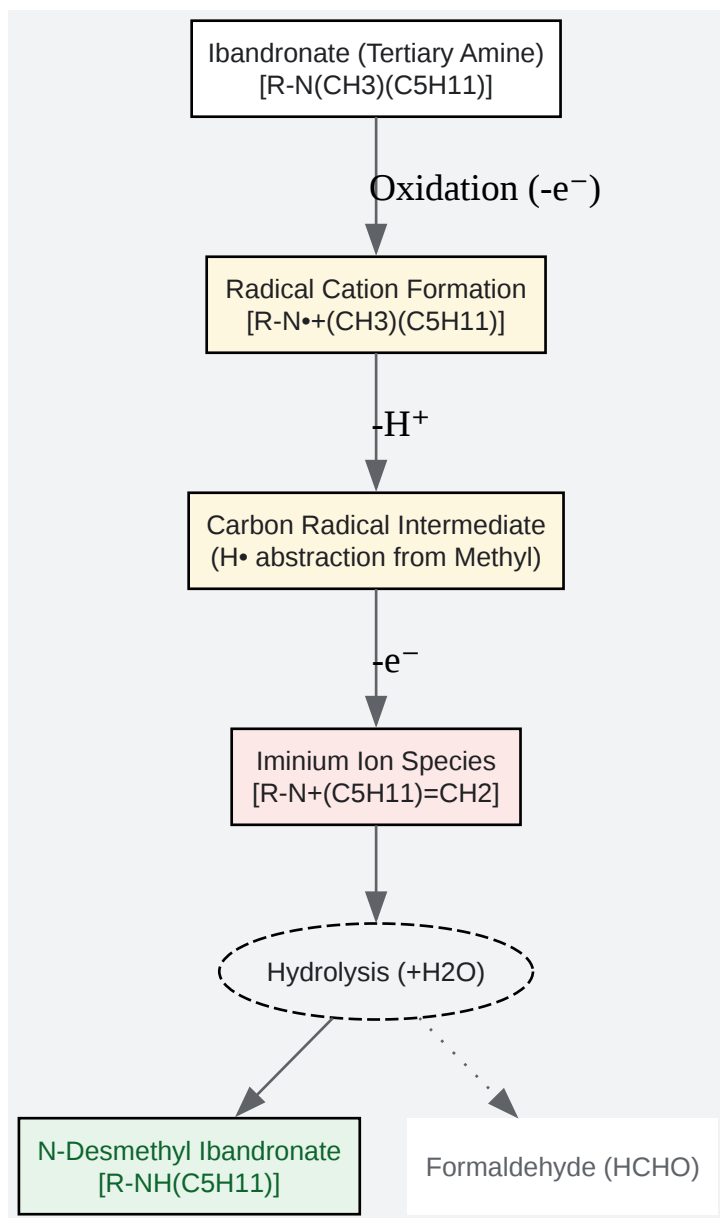 Ibandronate (Tertiary Amine)
[R-N(CH3)(C5H11)]
Oxidation (-e⁻)
Radical Cation Formation
[R-N•+(CH3)(C5H11)]
-H⁺
Carbon Radical Intermediate
(H• abstraction from Methyl)
-e⁻
Iminium Ion Species
[R-N+(C5H11)=CH2]
Hydrolysis (+H2O)
N-Desmethyl Ibandronate
[R-NH(C5H11)]
Formaldehyde (HCHO)